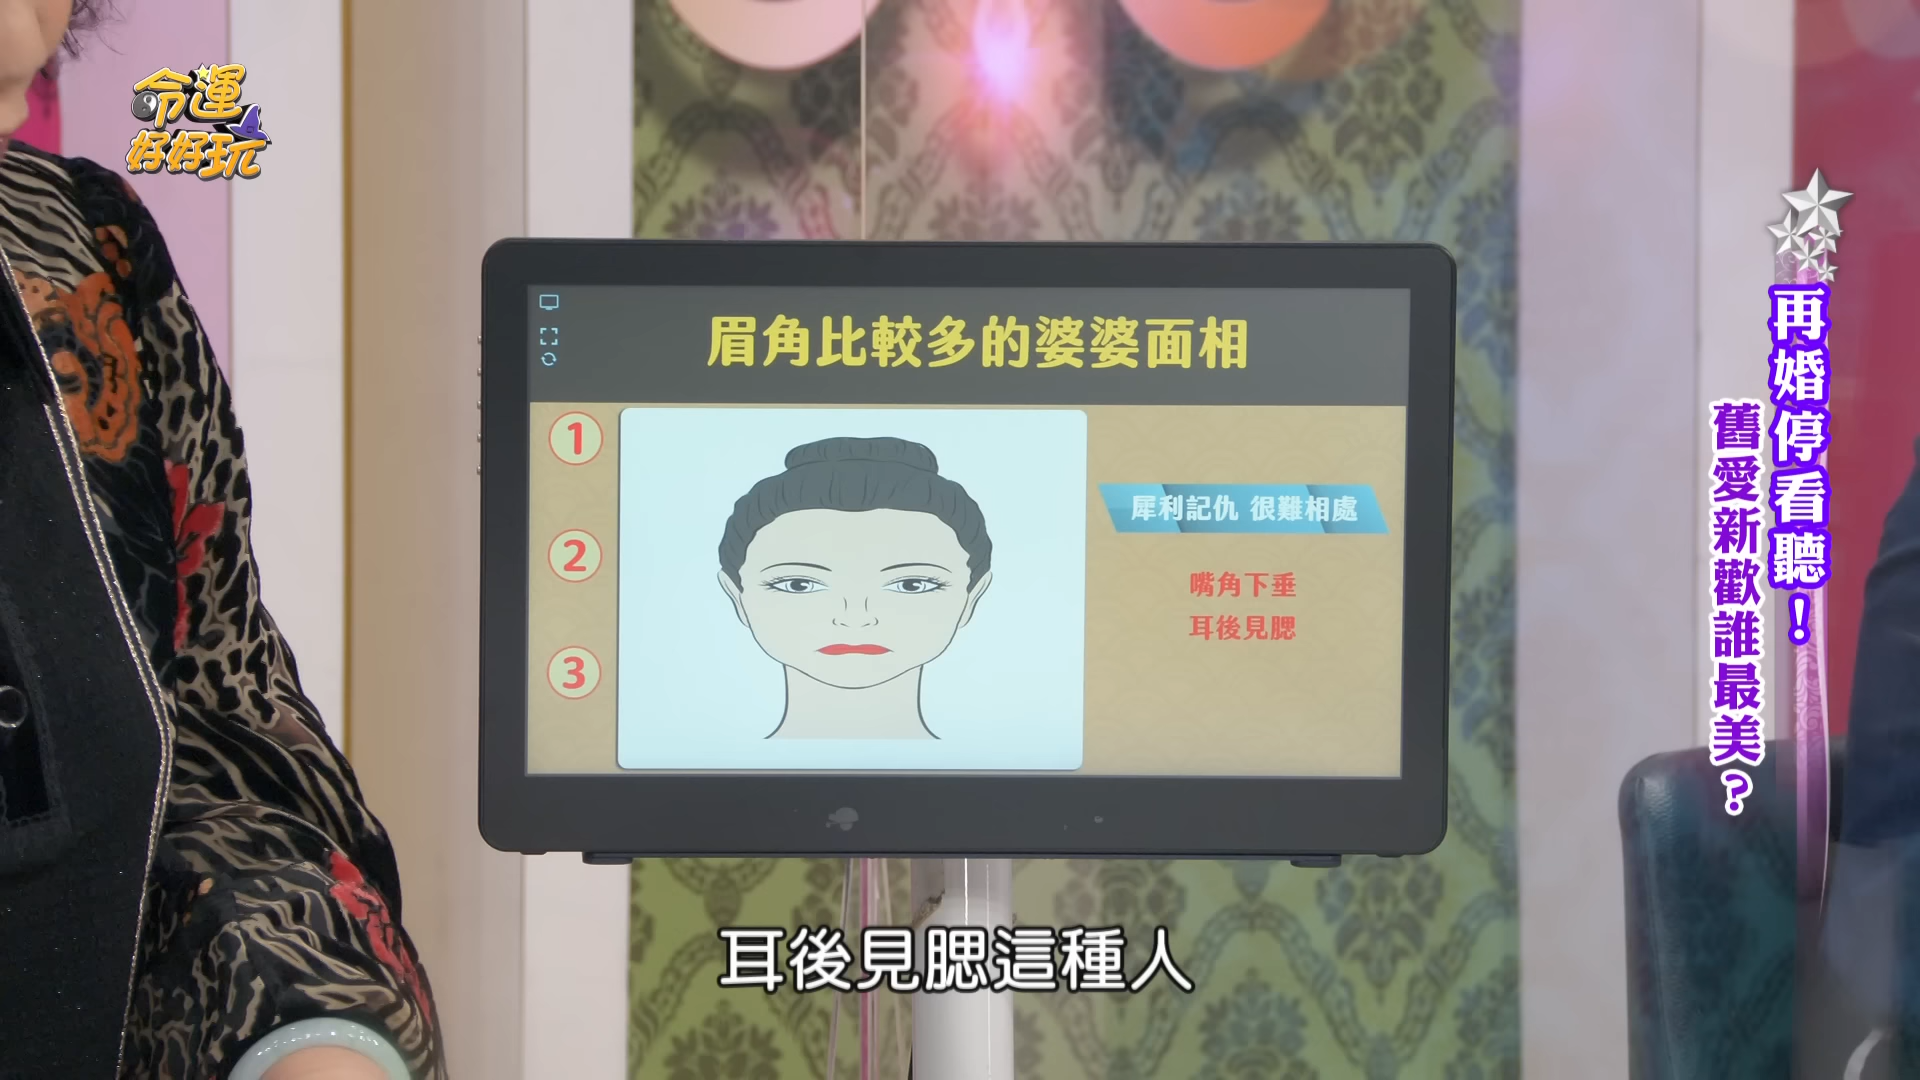 命運
好好玩
再婚停看聽！
舊愛新歡誰最美？
眉角比較多的婆婆面相
1
2
3
犀利記仇 很難相處
嘴角下垂
耳後見腮
耳後見腮這種人